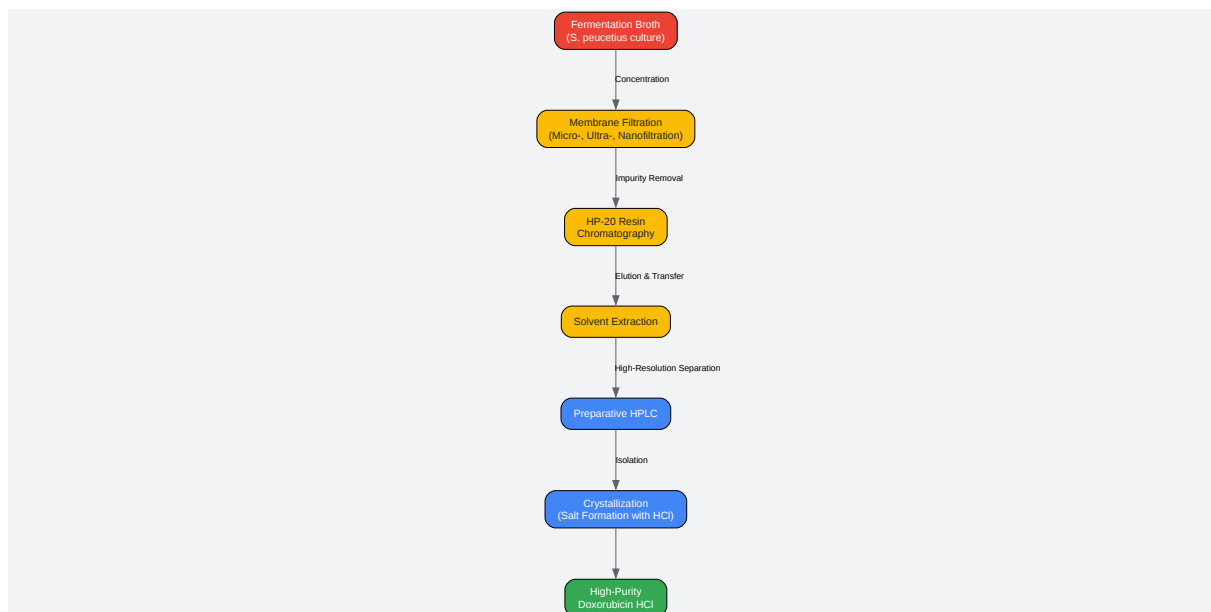 Fermentation Broth
(S. peucetius culture)
Concentration
Membrane Filtration
(Micro-, Ultra-, Nanofiltration)
Impurity Removal
HP-20 Resin
Chromatography
Elution & Transfer
Solvent Extraction
High-Resolution Separation
Preparative HPLC
Isolation
Crystallization
(Salt Formation with HCl)
High-Purity
Doxorubicin HCl